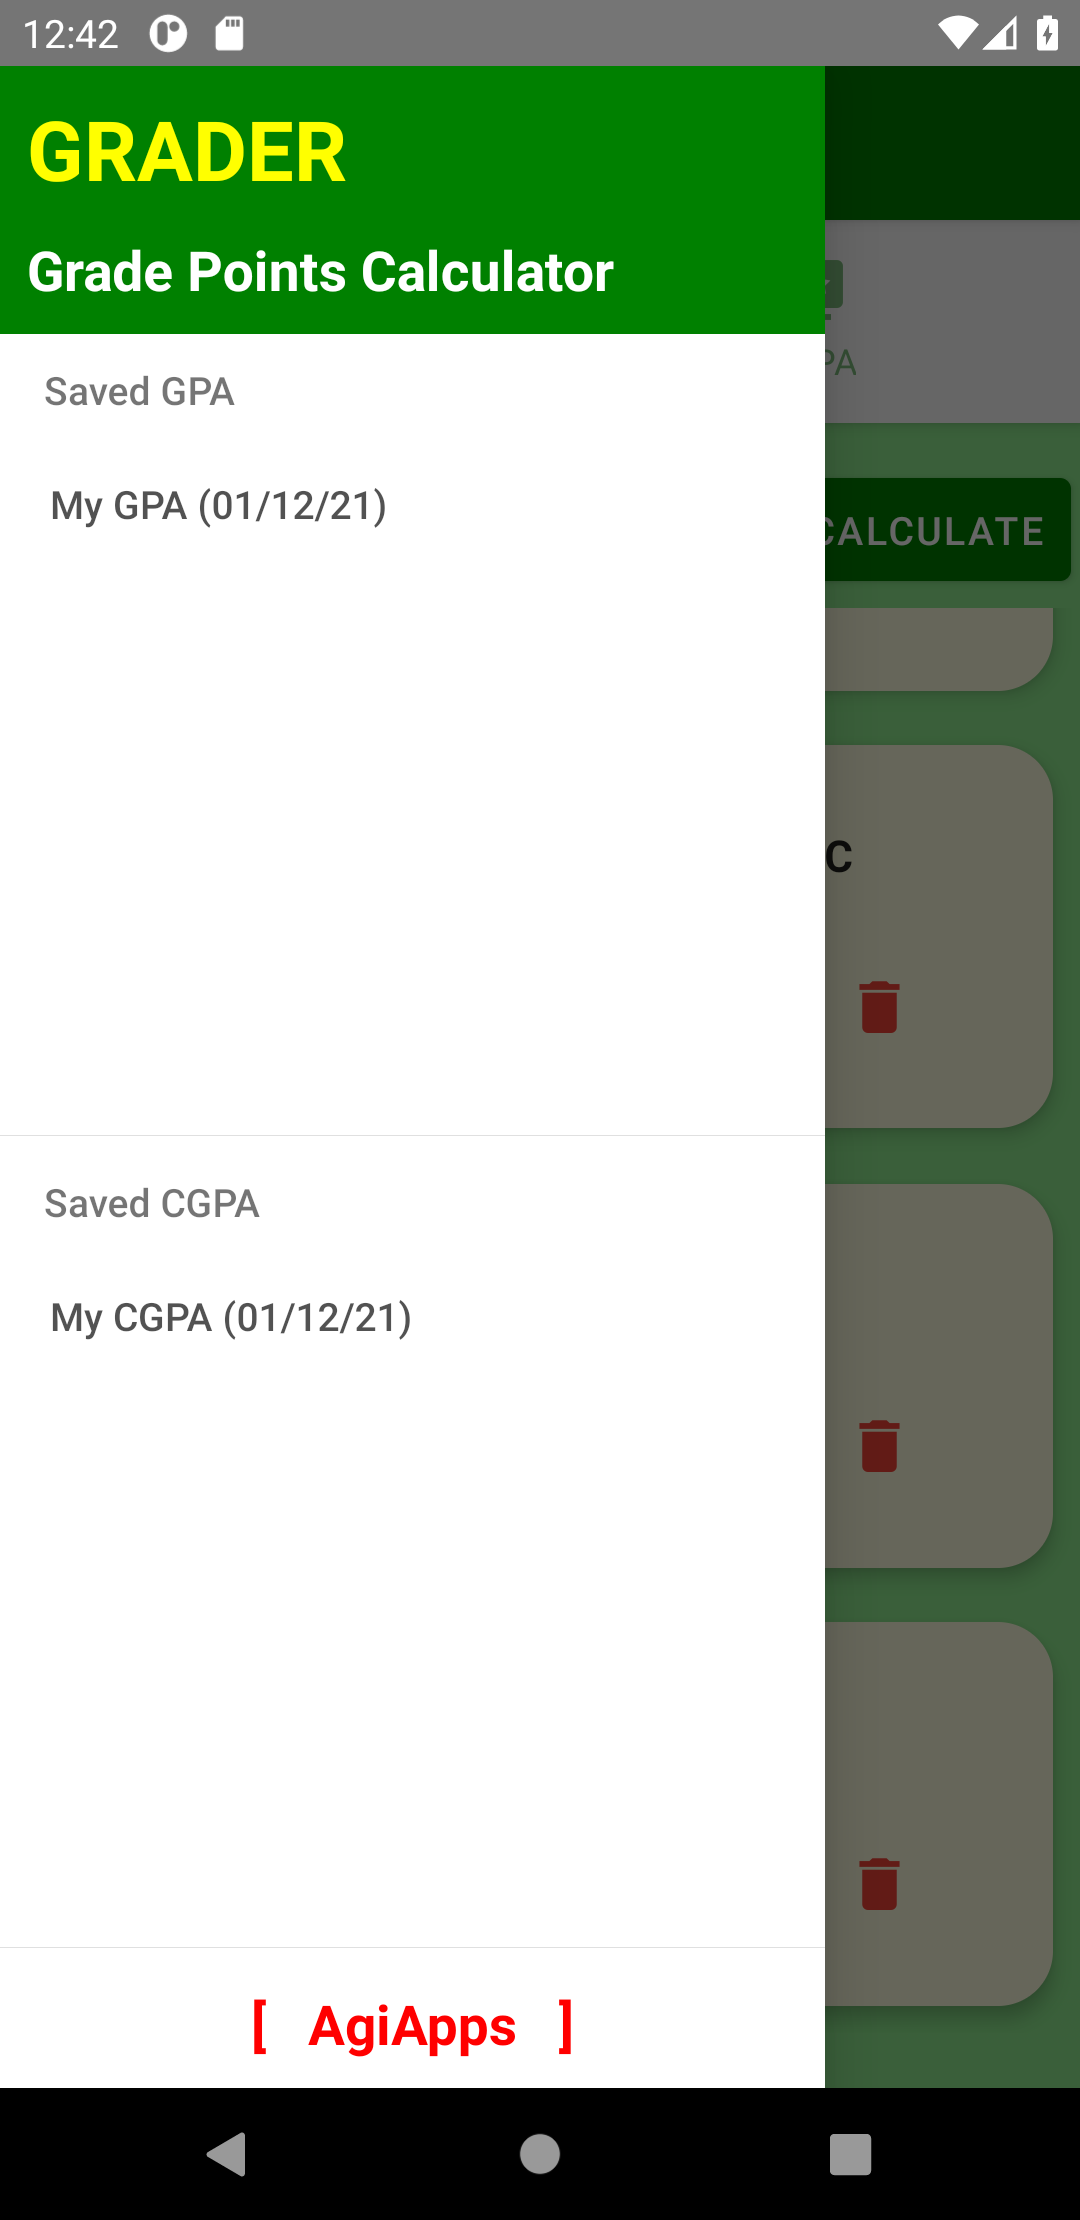 12:42
GRADER
Grade Points Calculator
Saved GPA
PA
My GPA (01/12/21)
CALCULATE
C
Saved CGPA
My CGPA (01/12/21)
[ AgiApps ]